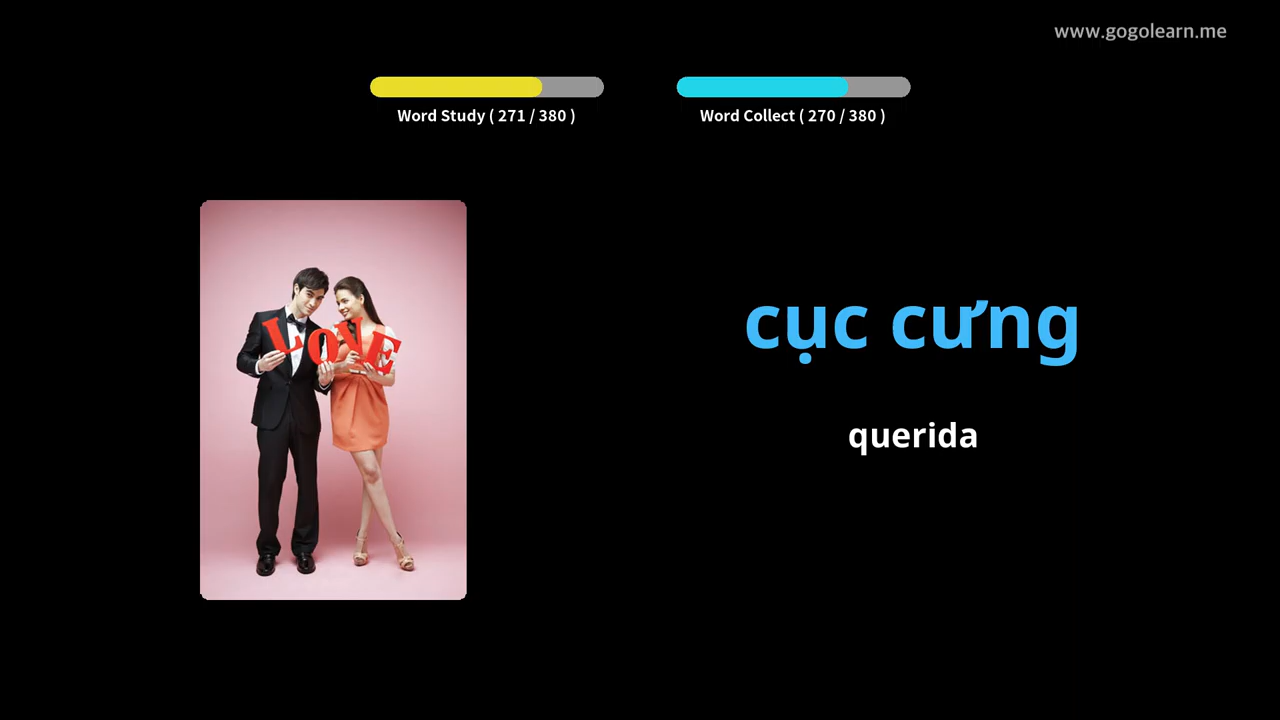 www.gogolearn.me
Word Study ( 271 / 380 )
Word Collect ( 270 / 380 )
LOVE
cục cưng
querida